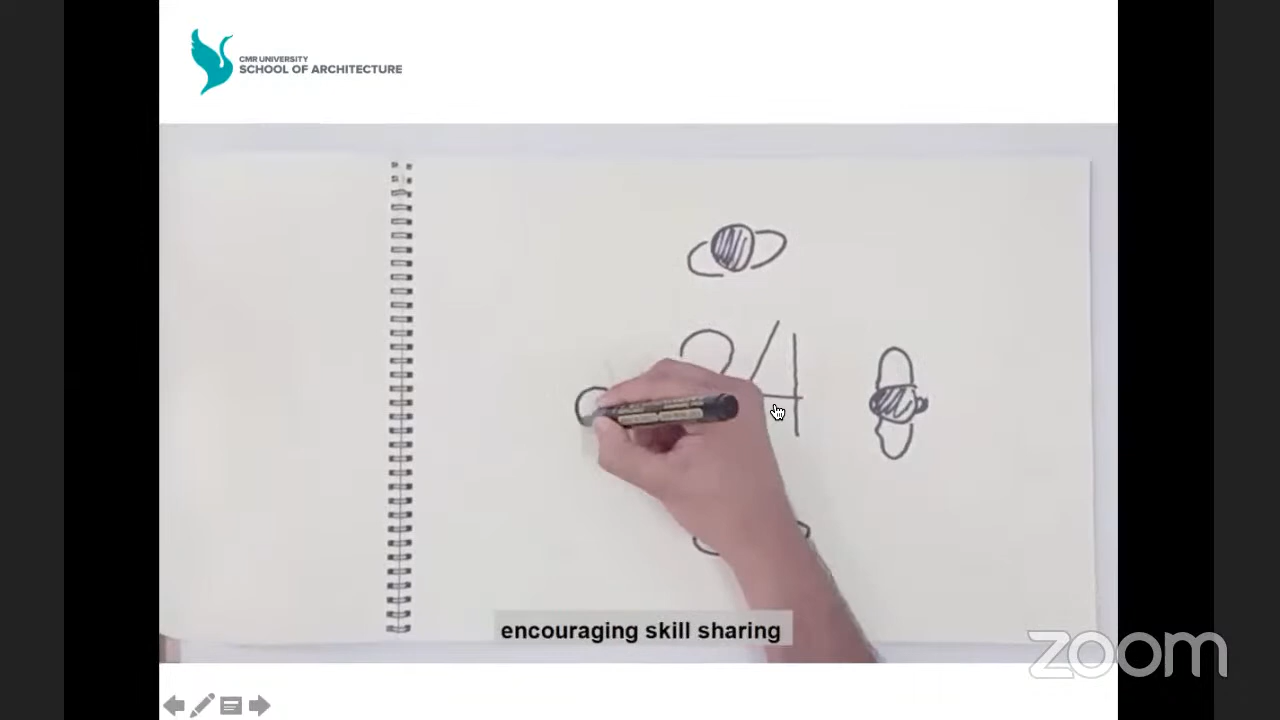 CMR UNIVERSITY
SCHOOL OF ARCHITECTURE
24
encouraging skill sharing
zoom